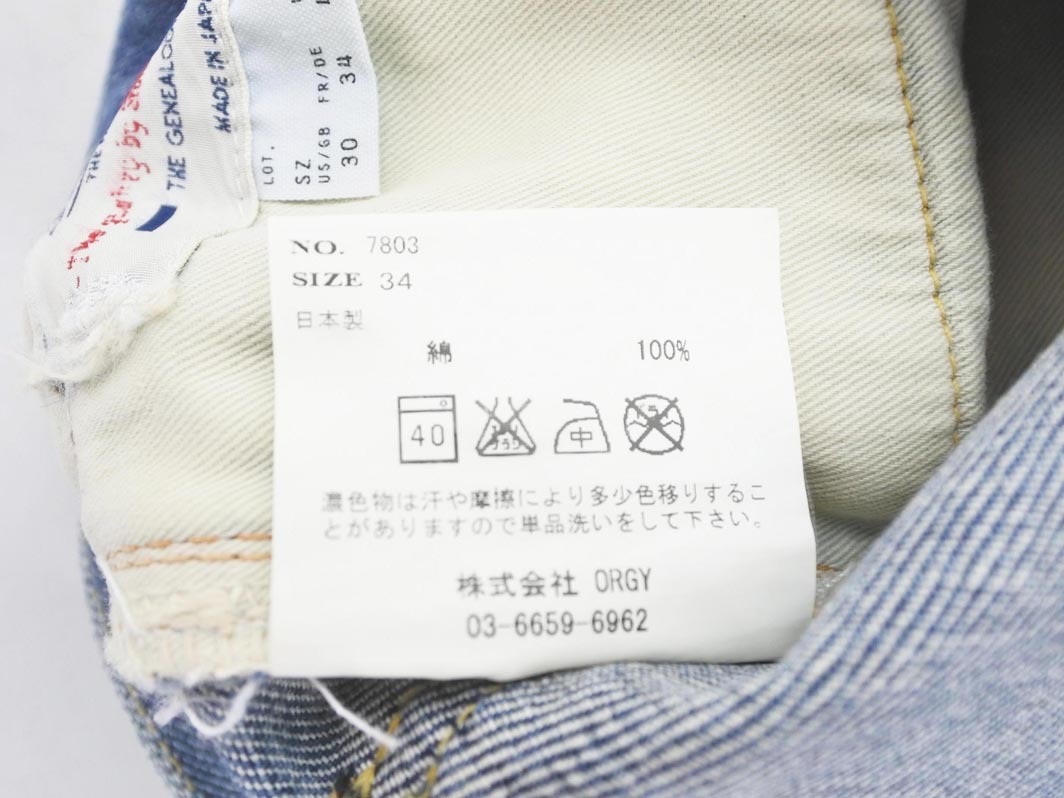 THE GENEALO
MADE IN JAP
LOT.
SZ.
US/GB FR/DE
30 34
NO. 7803
SIZE 34
日本製
綿 100%
40 中
濃色物は汗や摩擦により多少色移りするこ
とがありますので単品洗いをして下さい。
株式会社 ORGY
03-6659-6962